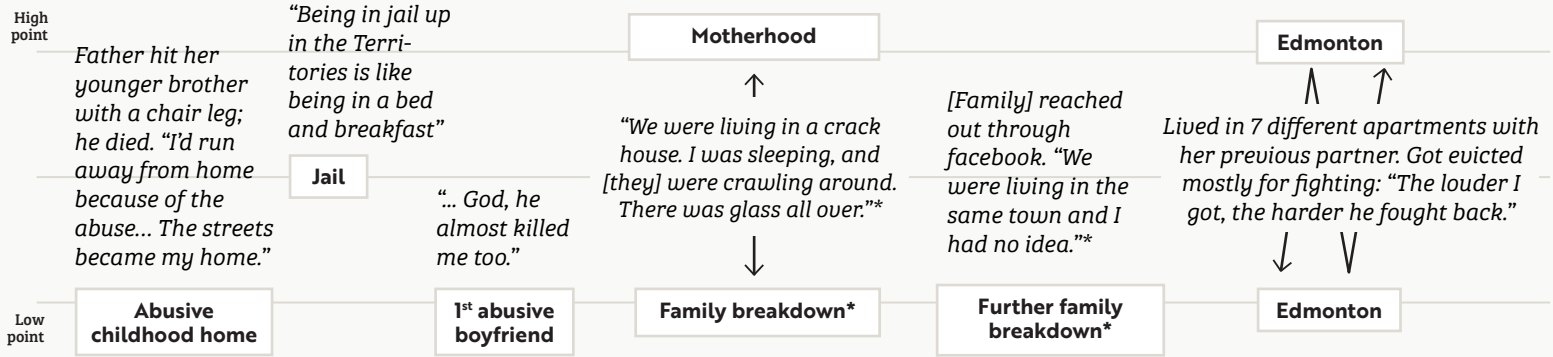 High
point
Low
point
Father hit her
younger brother
with a chair leg;
he died. “I’d run
away from home
because of the
abuse... The streets
became my home.”
Abusive
childhood home
“Being in jail up
in the Terri-
tories is like
being in a bed
and breakfast”
Jail
“... God, he
almost killed
me too.”
1st abusive
boyfriend
Motherhood
“We were living in a crack
house. I was sleeping, and
[they] were crawling around.
There was glass all over.”*
Family breakdown*
[Family] reached
out through
facebook. “We
were living in the
same town and I
had no idea.”*
Further family
breakdown*
Edmonton
Lived in 7 different apartments with
her previous partner. Got evicted
mostly for fighting: “The louder I
got, the harder he fought back.”
Edmonton